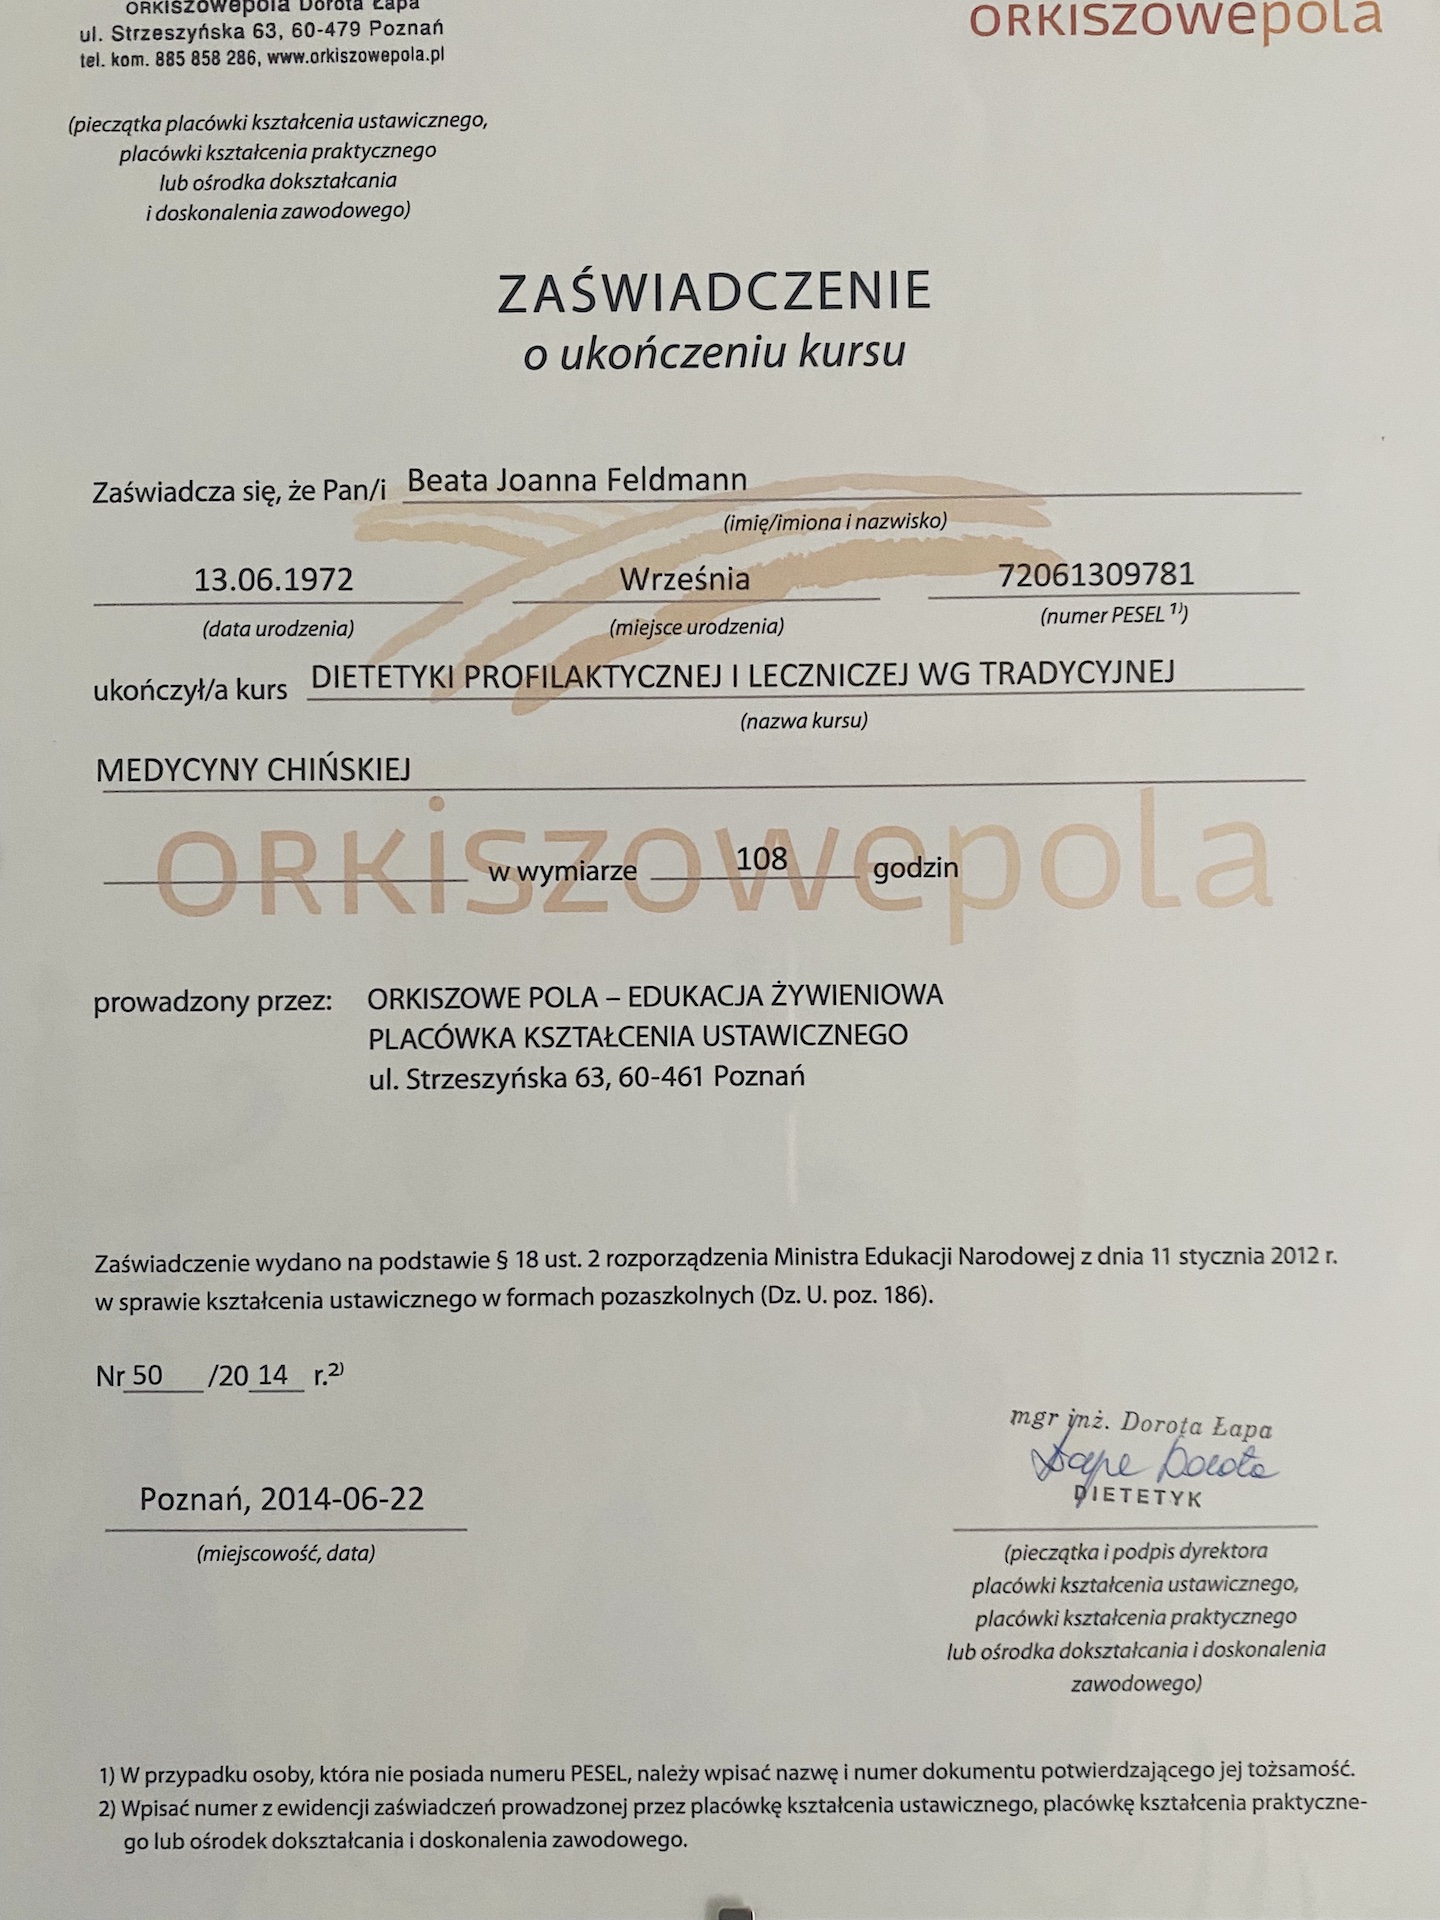 ORKISZOWepola Dorota Łapa
ul. Strzeszyńska 63, 60-479 Poznań
tel. kom. 885 858 286, www.orkiszowepola.pl
ORKISZOWepola
(pieczątka placówki kształcenia ustawicznego,
placówki kształcenia praktycznego
lub ośrodka dokształcania
i doskonalenia zawodowego)
ZAŚWIADCZENIE
o ukończeniu kursu
Zaświadcza się, że Pan/i Beata Joanna Feldmann
(imię/imiona i nazwisko)
13.06.1972 Września 72061309781
(data urodzenia) (miejsce urodzenia) (numer PESEL 1))
ukończył/a kurs DIETETYKI PROFILAKTYCZNEJ I LECZNICZEJ WG TRADYCYJNEJ
(nazwa kursu)
MEDYCYNY CHIŃSKIEJ
ORKiSZOWepola
w wymiarze 108 godzin
prowadzony przez: ORKISZOWE POLA – EDUKACJA ŻYWIENIOWA
PLACÓWKA KSZTAŁCENIA USTAWICZNEGO
ul. Strzeszyńska 63, 60-461 Poznań
Zaświadczenie wydano na podstawie § 18 ust. 2 rozporządzenia Ministra Edukacji Narodowej z dnia 11 stycznia 2012 r.
w sprawie kształcenia ustawicznego w formach pozaszkolnych (Dz. U. poz. 186).
Nr 50 /20 14 r.2)
mgr inż. Dorota Łapa
Łapa Dorota
DIETETYK
Poznań, 2014-06-22
(miejscowość, data)
(pieczątka i podpis dyrektora
placówki kształcenia ustawicznego,
placówki kształcenia praktycznego
lub ośrodka dokształcania i doskonalenia
zawodowego)
1) W przypadku osoby, która nie posiada numeru PESEL, należy wpisać nazwę i numer dokumentu potwierdzającego jej tożsamość.
2) Wpisać numer z ewidencji zaświadczeń prowadzonej przez placówkę kształcenia ustawicznego, placówkę kształcenia praktyczne-
go lub ośrodek dokształcania i doskonalenia zawodowego.